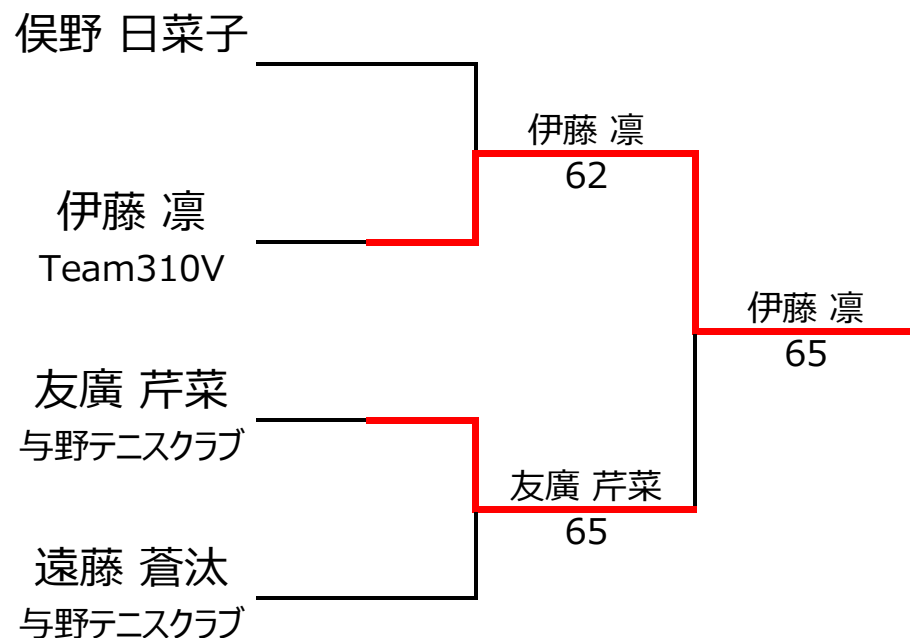 俣野 日菜子
伊藤 凛
62
伊藤 凛
Team310V
伊藤 凛
65
友廣 芹菜
与野テニスクラブ
友廣 芹菜
65
遠藤 蒼汰
与野テニスクラブ